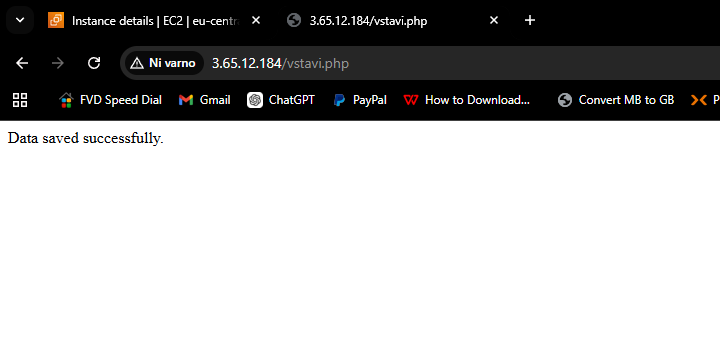 Instance details | EC2 | eu-centr
3.65.12.184/vstavi.php
Ni varno
3.65.12.184/vstavi.php
FVD Speed Dial
Gmail
ChatGPT
PayPal
How to Download...
Convert MB to GB
P
Data saved successfully.